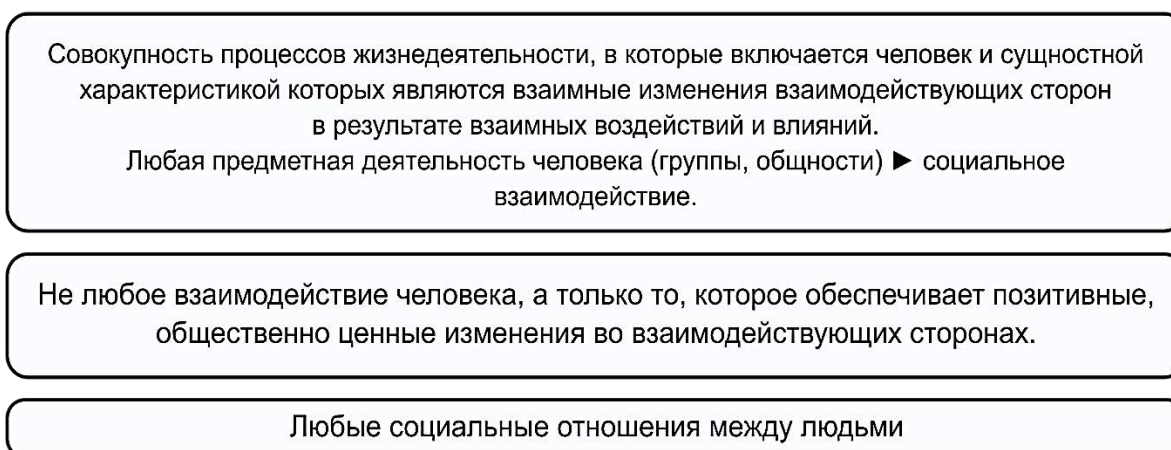 Совокупность процессов жизнедеятельности, в которые включается человек и сущностной
характеристикой которых являются взаимные изменения взаимодействующих сторон
в результате взаимных воздействий и влияний.
Любая предметная деятельность человека (группы, общности) ► социальное
взаимодействие.
Не любое взаимодействие человека, а только то, которое обеспечивает позитивные,
общественно ценные изменения во взаимодействующих сторонах.
Любые социальные отношения между людьми